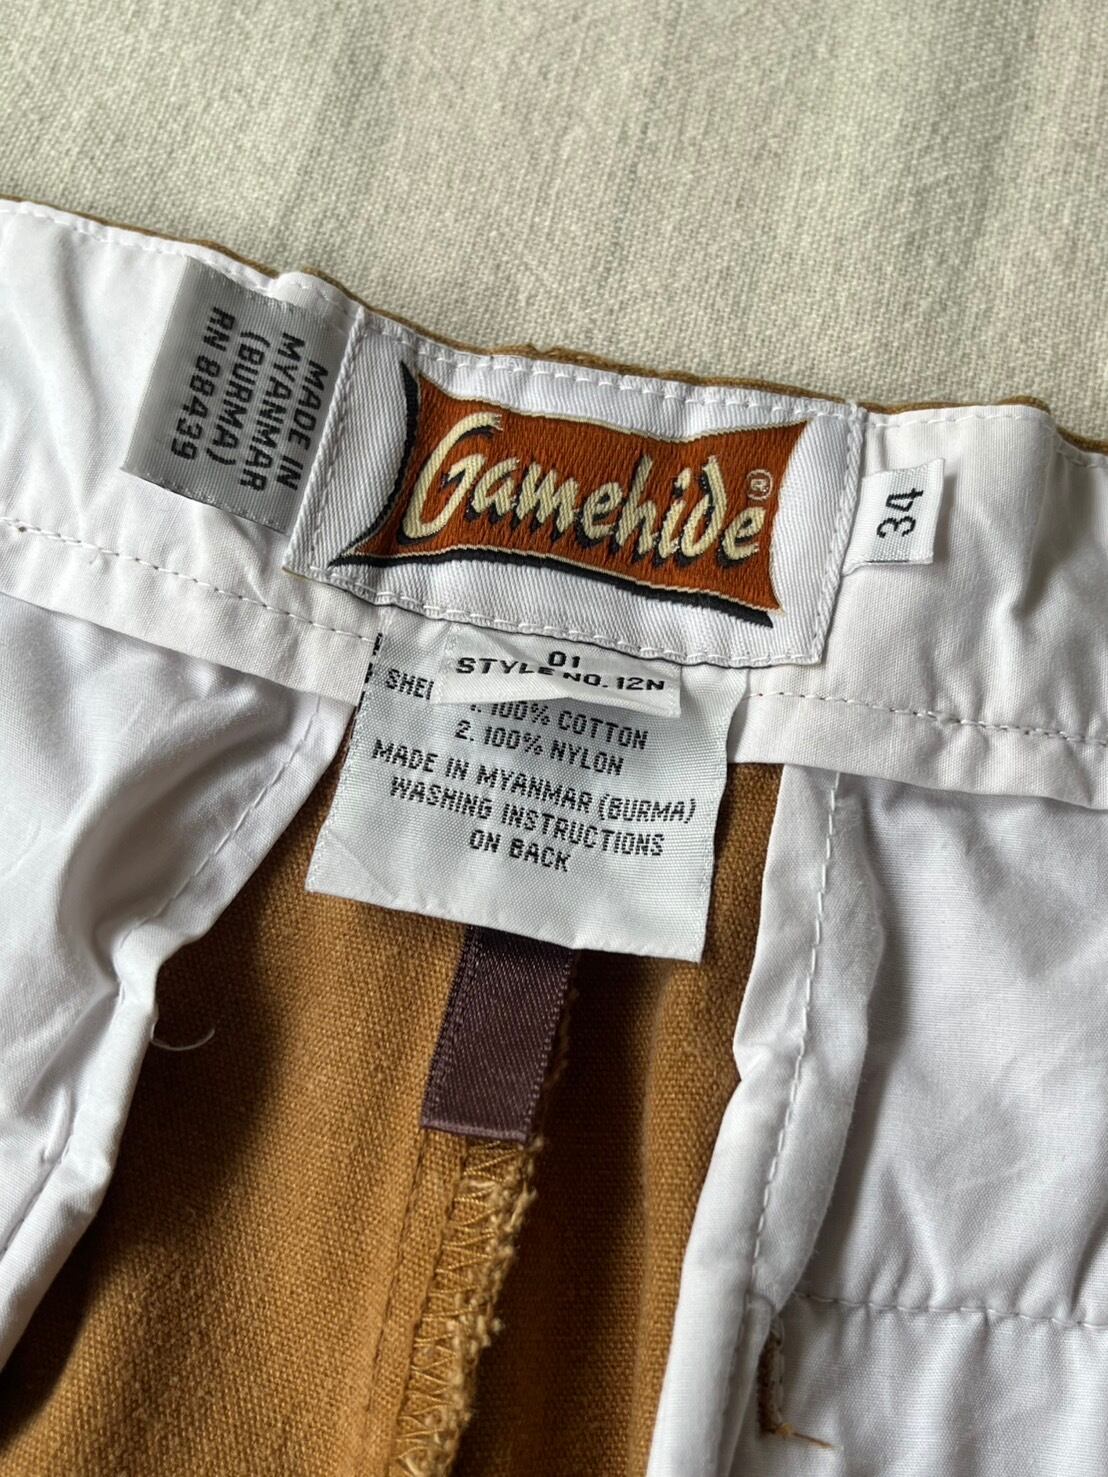 MADE IN
MYANMAR
(BURMA)
RN 88439
Gamehide®
34
01
STYLE NO. 12N
1. 100% COTTON
2. 100% NYLON
MADE IN MYANMAR (BURMA)
WASHING INSTRUCTIONS
ON BACK